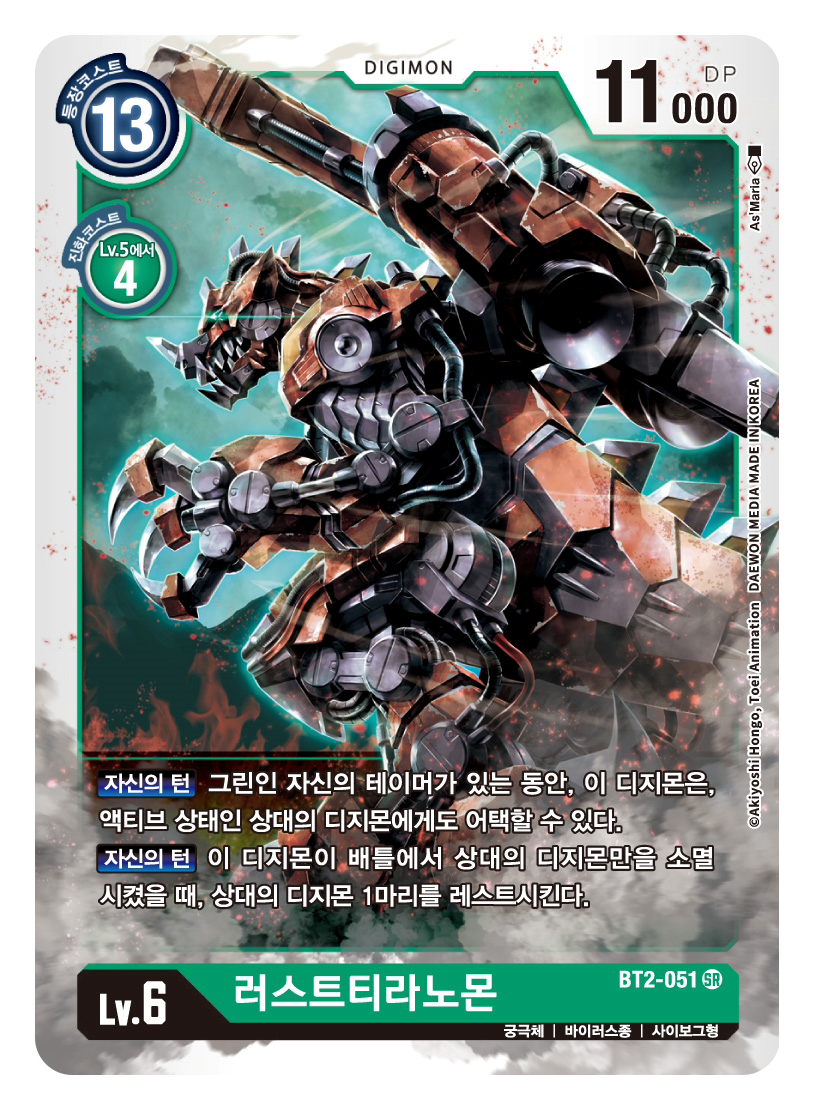 DIGIMON
등장코스트
13
11000
DP
진화코스트
Lv.5에서
4
As'Maria
©Akiyoshi Hongo, Toei Animation DAEWON MEDIA MADE IN KOREA
자신의 턴 그린인 자신의 테이머가 있는 동안, 이 디지몬은,
액티브 상태인 상대의 디지몬에게도 어택할 수 있다.
자신의 턴 이 디지몬이 배틀에서 상대의 디지몬만을 소멸
시켰을 때, 상대의 디지몬 1마리를 레스트시킨다.
BT2-051 SR
Lv.6
러스트티라노몬
궁극체 | 바이러스종 | 사이보그형